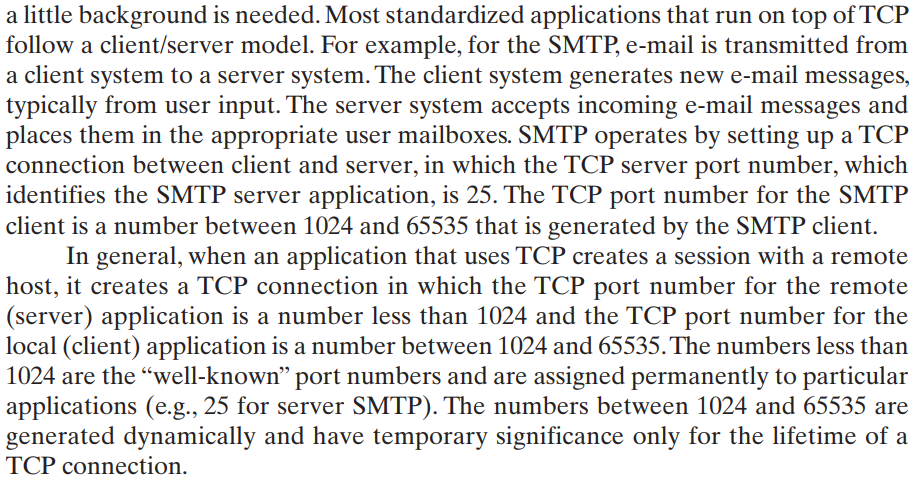 a little background is needed. Most standardized applications that run on top of TCP
follow a client/server model. For example, for the SMTP, e-mail is transmitted from
a client system to a server system. The client system generates new e-mail messages,
typically from user input. The server system accepts incoming e-mail messages and
places them in the appropriate user mailboxes. SMTP operates by setting up a TCP
connection between client and server, in which the TCP server port number, which
identifies the SMTP server application, is 25. The TCP port number for the SMTP
client is a number between 1024 and 65535 that is generated by the SMTP client.
In general, when an application that uses TCP creates a session with a remote
host, it creates a TCP connection in which the TCP port number for the remote
(server) application is a number less than 1024 and the TCP port number for the
local (client) application is a number between 1024 and 65535. The numbers less than
1024 are the “well-known” port numbers and are assigned permanently to particular
applications (e.g., 25 for server SMTP). The numbers between 1024 and 65535 are
generated dynamically and have temporary significance only for the lifetime of a
TCP connection.